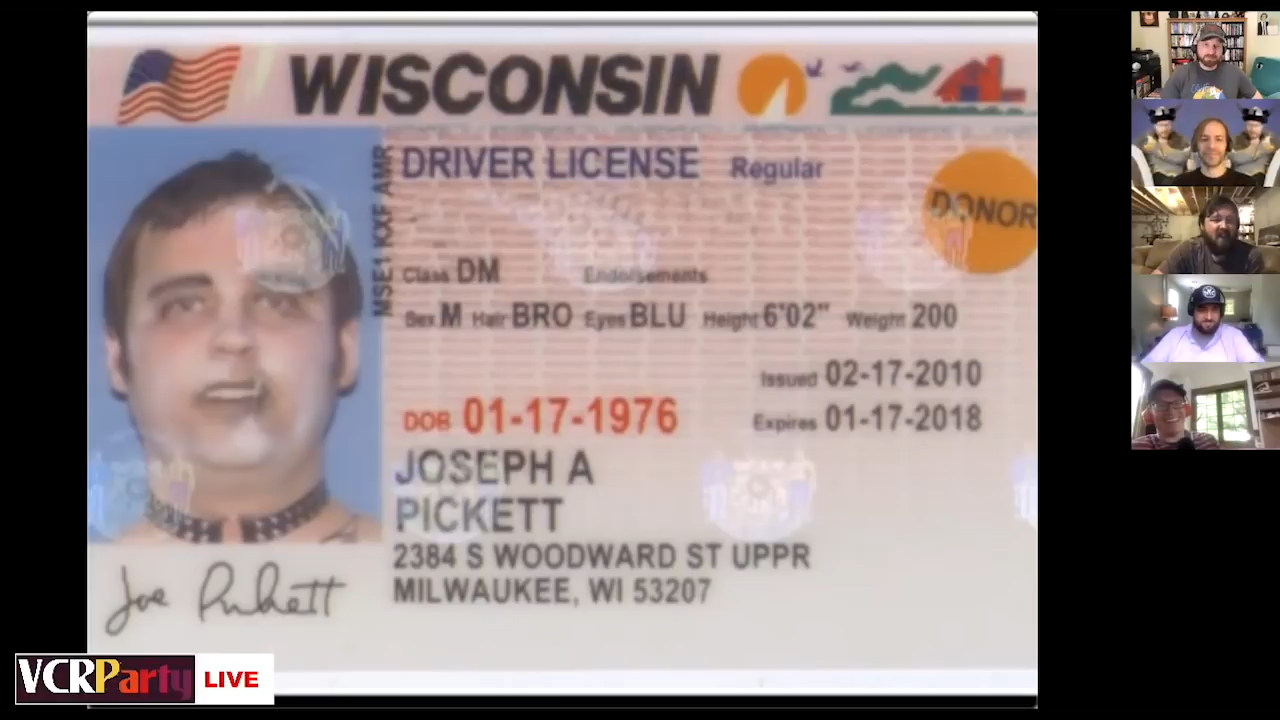 WISCONSIN
DRIVER LICENSE Regular
DONOR
MSE1 KXF AMR
Class DM Endorsements
Sex M Hair BRO Eyes BLU Height 6'02" Weight 200
Issued 02-17-2010
DOB 01-17-1976 Expires 01-17-2018
JOSEPH A
PICKETT
2384 S WOODWARD ST UPPR
MILWAUKEE, WI 53207
Joe Pickett
VCRParty LIVE